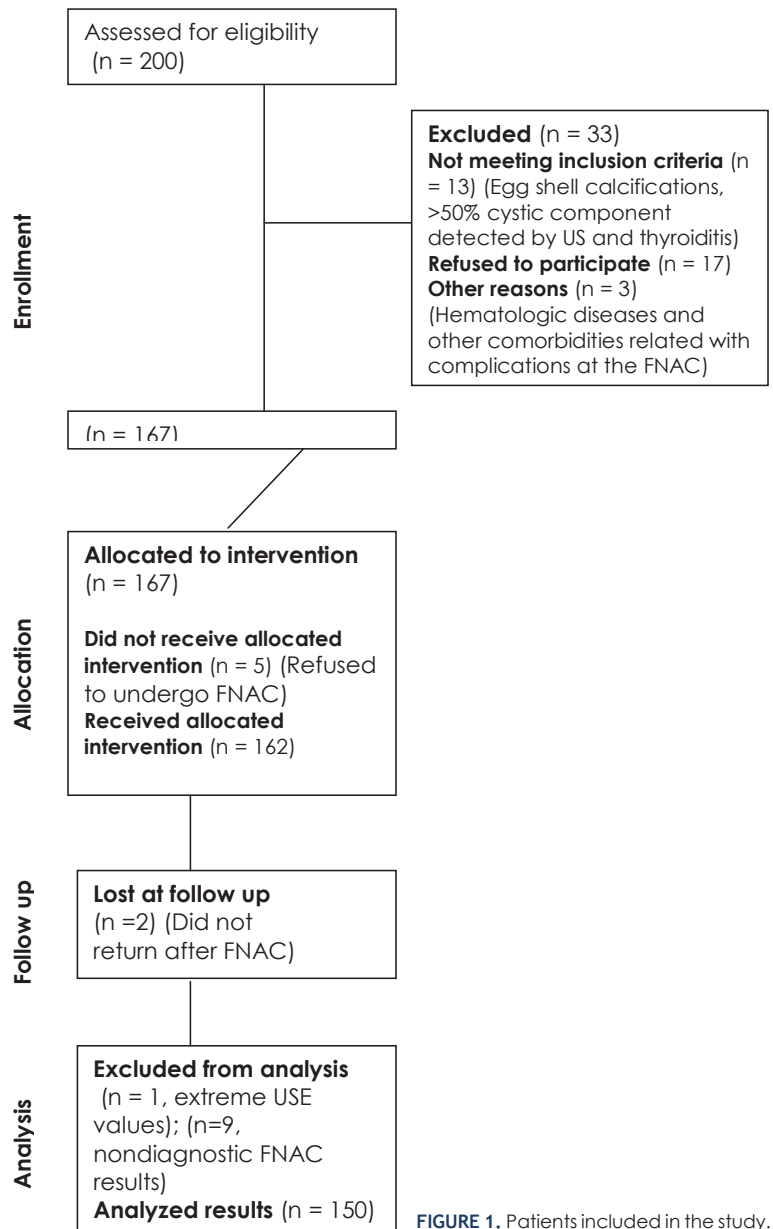 Assessed for eligibility
(n = 200)
Enrollment
Excluded (n = 33)
Not meeting inclusion criteria (n
= 13) (Egg shell calcifications,
>50% cystic component
detected by US and thyroiditis)
Refused to participate (n = 17)
Other reasons (n = 3)
(Hematologic diseases and
other comorbidities related with
complications at the FNAC)
(n = 167)
Allocation
Allocated to intervention
(n = 167)
Did not receive allocated
intervention (n = 5) (Refused
to undergo FNAC)
Received allocated
intervention (n = 162)
Follow up
Lost at follow up
(n =2) (Did not
return after FNAC)
Analysis
Excluded from analysis
(n = 1, extreme USE
values); (n=9,
nondiagnostic FNAC
results)
Analyzed results (n = 150)
FIGURE 1. Patients included in the study.